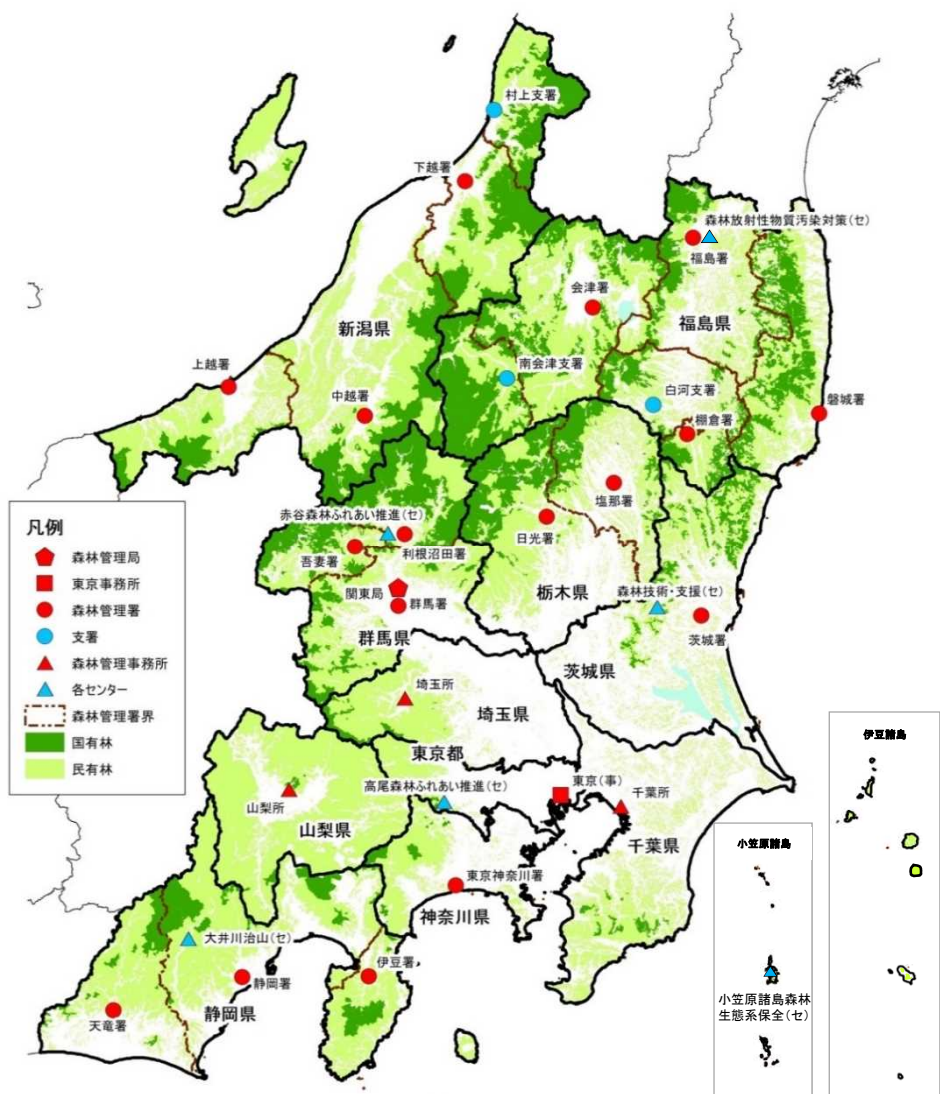 村上支署
下越署
森林放射性物質汚染対策(セ)
福島署
会津署
新潟県
福島県
上越署
南会津支署
中越署
白河支署
磐城署
棚倉署
塩那署
赤谷森林ふれあい推進(セ)
日光署
吾妻署
利根沼田署
関東局
群馬署
栃木県
森林技術・支援(セ)
群馬県
茨城署
茨城県
埼玉所
埼玉県
東京都
高尾森林ふれあい推進(セ)
東京(事)
千葉所
山梨所
山梨県
千葉県
東京神奈川署
神奈川県
大井川治山(セ)
伊豆署
静岡署
静岡県
天竜署
凡例
森林管理局
東京事務所
森林管理署
支署
森林管理事務所
各センター
森林管理署界
国有林
民有林
伊豆諸島
小笠原諸島
小笠原諸島森林
生態系保全(セ)